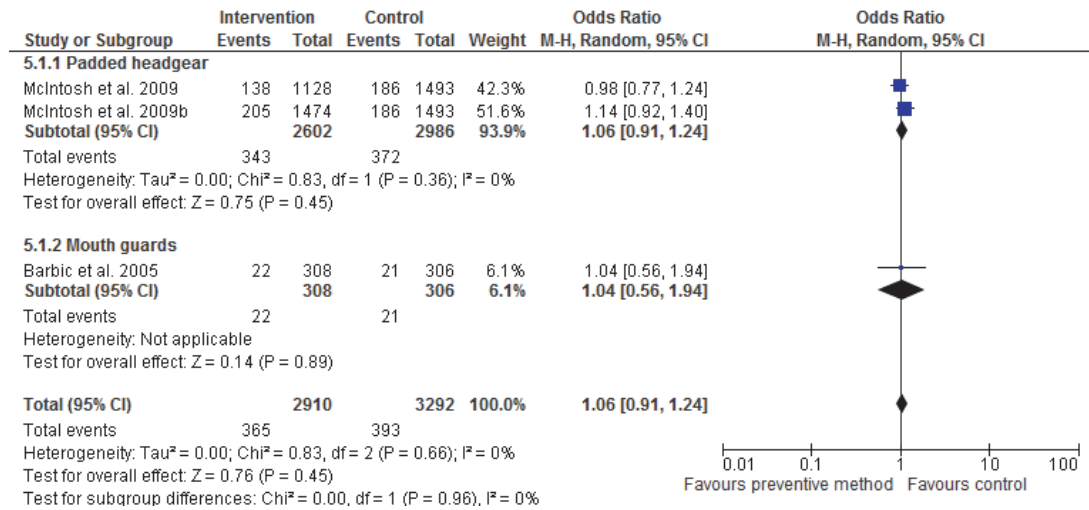 Intervention Control Odds Ratio Odds Ratio
Study or Subgroup Events Total Events Total Weight M-H, Random, 95% CI M-H, Random, 95% CI
5.1.1 Padded headgear
McIntosh et al. 2009 138 1128 186 1493 42.3% 0.98 [0.77, 1.24]
McIntosh et al. 2009b 205 1474 186 1493 51.6% 1.14 [0.92, 1.40]
Subtotal (95% CI) 2602 2986 93.9% 1.06 [0.91, 1.24]
Total events 343 372
Heterogeneity: Tau² = 0.00; Chi² = 0.83, df = 1 (P = 0.36); I² = 0%
Test for overall effect: Z = 0.75 (P = 0.45)
5.1.2 Mouth guards
Barbic et al. 2005 22 308 21 306 6.1% 1.04 [0.56, 1.94]
Subtotal (95% CI) 308 306 6.1% 1.04 [0.56, 1.94]
Total events 22 21
Heterogeneity: Not applicable
Test for overall effect: Z = 0.14 (P = 0.89)
Total (95% CI) 2910 3292 100.0% 1.06 [0.91, 1.24]
Total events 365 393
Heterogeneity: Tau² = 0.00; Chi² = 0.83, df = 2 (P = 0.66); I² = 0%
Test for overall effect: Z = 0.76 (P = 0.45)
Test for subgroup differences: Chi² = 0.00, df = 1 (P = 0.96), I² = 0%
0.01 0.1 1 10 100
Favours preventive method Favours control